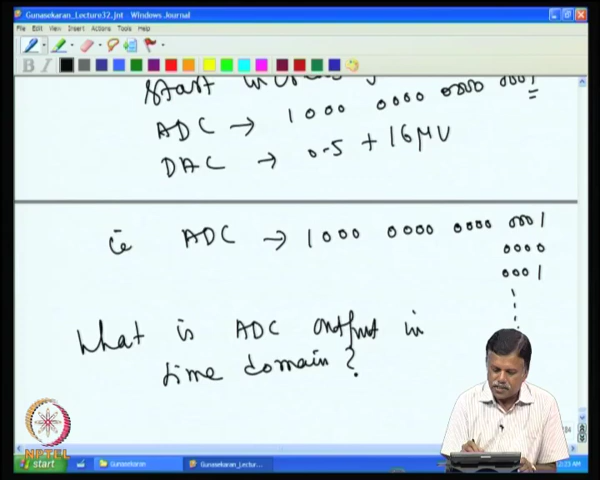 Gunasekaran_Lecture32.jnt - Windows Journal
File Edit View Insert Actions Tools Help
Start
ADC → 1000 0000 0000 0001
DAC → 0.5 + 16 μV
ie ADC → 1000 0000 0000 0001
0000
0001
What is ADC output in
time domain?
NPTEL
start Gunasekaran Gunasekaran_Lectur...